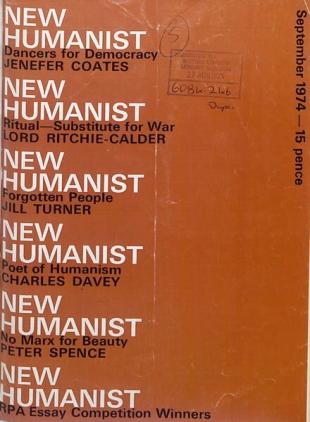 NEW
HUMANIST
Dancers for Democracy
JENEFER COATES
NEW
HUMANIST
Ritual—Substitute for War
LORD RITCHIE-CALDER
NEW
HUMANIST
Forgotten People
JILL TURNER
NEW
HUMANIST
Poet of Humanism
CHARLES DAVEY
NEW
HUMANIST
No Marx for Beauty
PETER SPENCE
NEW
HUMANIST
RPA Essay Competition Winners
September 1974 — 15 pence
5